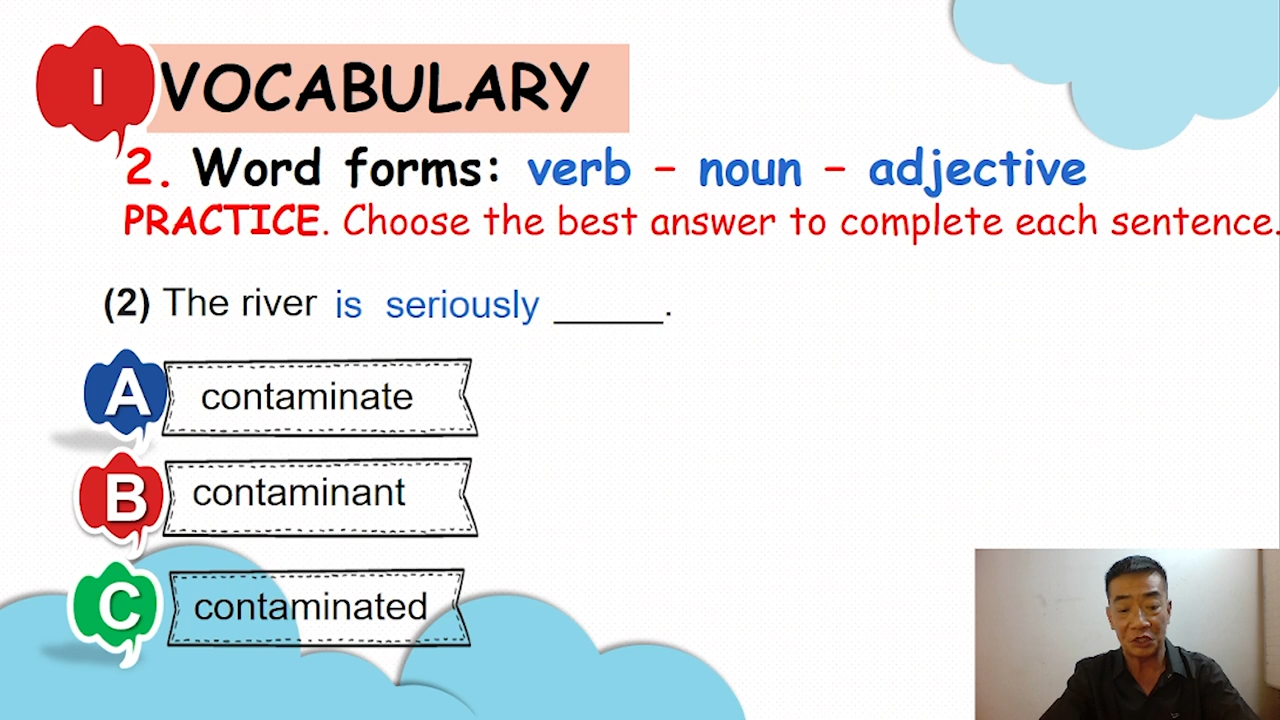 I VOCABULARY
2. Word forms: verb – noun – adjective
PRACTICE. Choose the best answer to complete each sentence.
(2) The river is seriously _____.
A contaminate
B contaminant
C contaminated